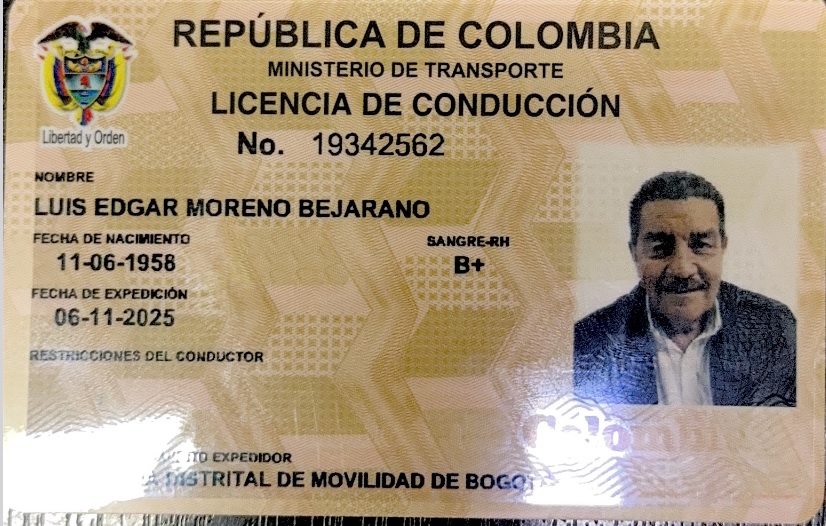 REPÚBLICA DE COLOMBIA
MINISTERIO DE TRANSPORTE
LICENCIA DE CONDUCCIÓN
Libertad y Orden
No. 19342562
NOMBRE
LUIS EDGAR MORENO BEJARANO
FECHA DE NACIMIENTO
11-06-1958
SANGRE-RH
B+
FECHA DE EXPEDICIÓN
06-11-2025
RESTRICCIONES DEL CONDUCTOR
Colombi
EXPEDIDOR
DISTRITAL DE MOVILIDAD DE BOGO